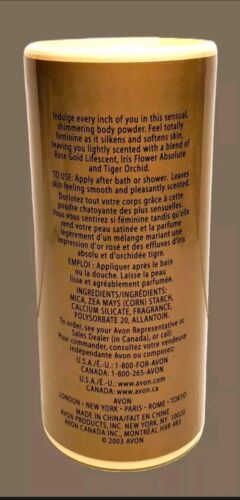 Indulge every inch of you in this sensual,
shimmering body powder. Feel totally
feminine as it silkens and softens skin,
leaving you lightly scented with a blend of
Rose Gold Lifescent, Iris Flower Absolute
and Tiger Orchid.
TO USE: Apply after bath or shower. Leaves
skin feeling smooth and pleasantly scented.
Dorlotez tout votre corps grâce à cette
poudre chatoyante des plus sensuelles.
Vous vous sentirez si féminine tandis qu'elle
rend votre peau satinée et la parfume
légèrement d'un mélange mariant une
impression d'or rosé et des effluves d'iris
absolu et d'orchidée tigre.
EMPLOI : Appliquer après le bain
ou la douche. Laisse la peau
lisse et agréablement parfumée.
INGREDIENTS/INGRÉDIENTS:
MICA, ZEA MAYS (CORN) STARCH,
CALCIUM SILICATE, FRAGRANCE,
POLYSORBATE 20, ALLANTOIN.
To order, see your Avon Representative or
Sales Dealer (in Canada), or call:
Pour commander, consultez votre vendeuse
indépendante Avon ou composez:
U.S.A./É.-U. : 1-800-FOR-AVON
CANADA: 1-800-265-AVON
U.S.A./É.-U. : www.avon.com
CANADA: www.avon.ca
AVON
LONDON • NEW YORK • PARIS • ROME • TOKYO
MADE IN CHINA/FAIT EN CHINE
AVON PRODUCTS, INC. NEW YORK, NY 10020
AVON CANADA INC., MONTREAL H9R 4R3
© 2003 AVON